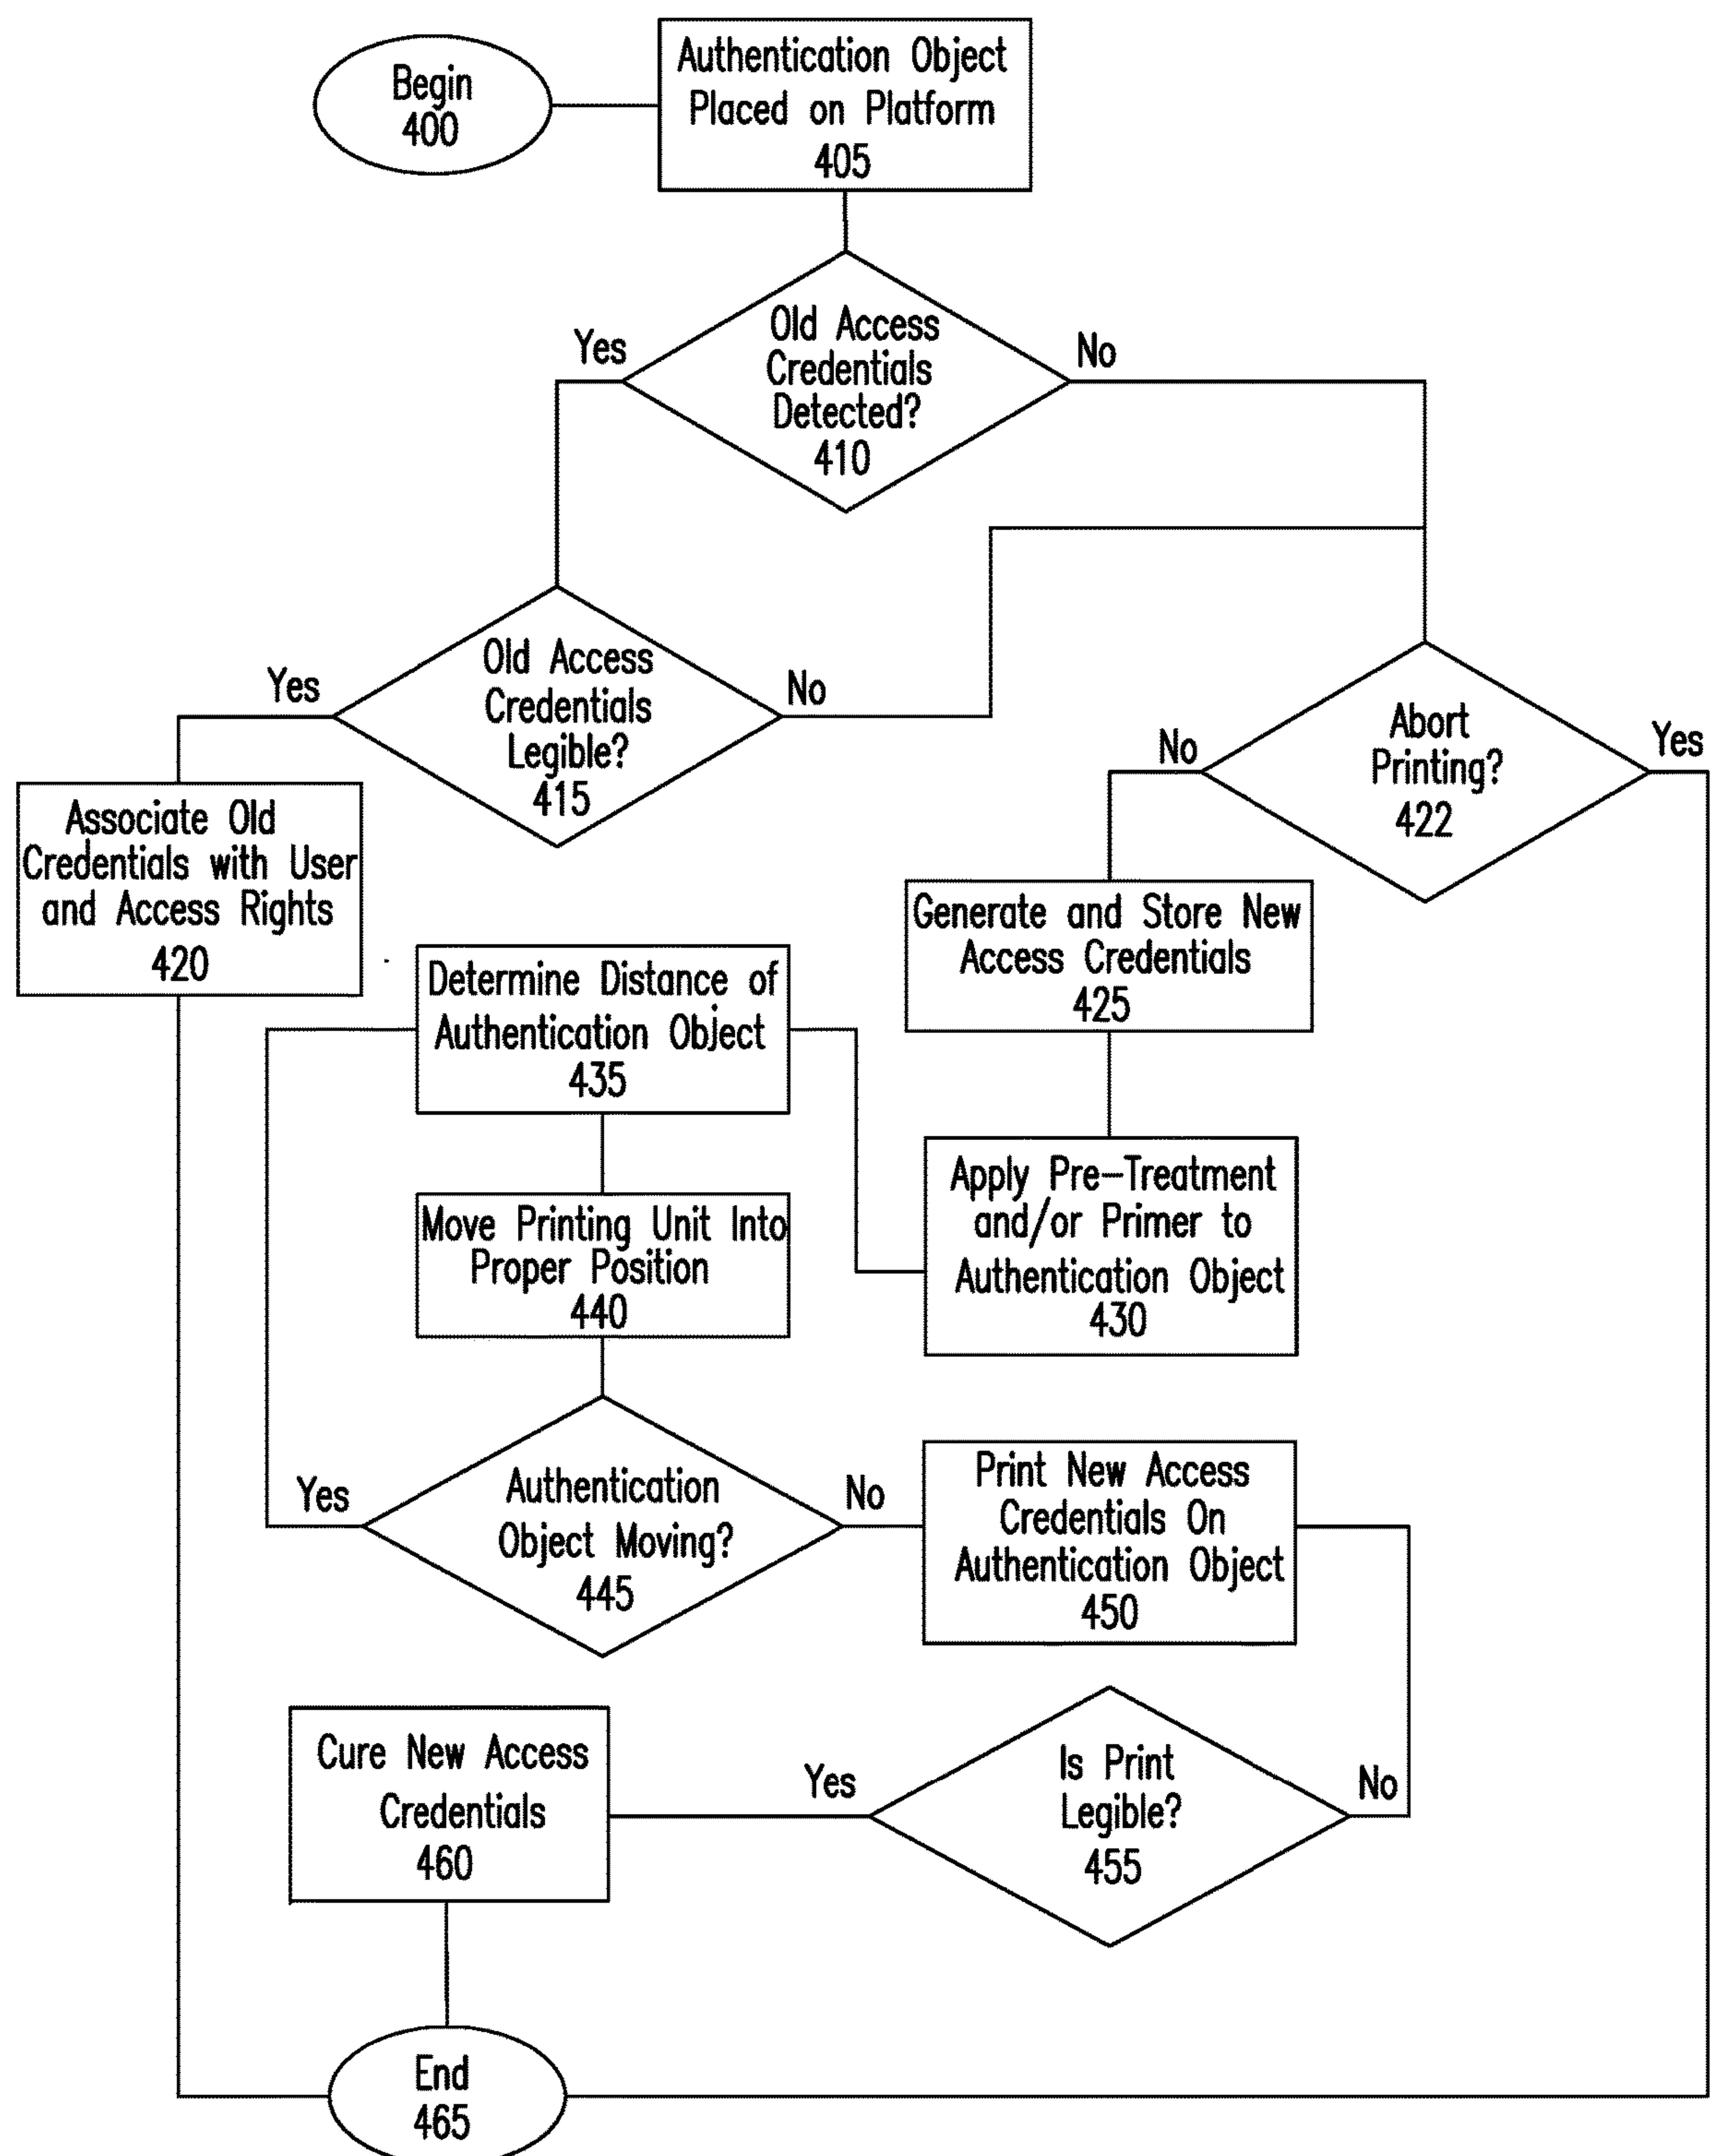 Begin
400
Authentication Object
Placed on Platform
405
Old Access
Credentials
Detected?
410
Yes
No
Old Access
Credentials
Legible?
415
Yes
No
Abort
Printing?
422
No
Yes
Associate Old
Credentials with User
and Access Rights
420
Generate and Store New
Access Credentials
425
Determine Distance of
Authentication Object
435
Apply Pre-Treatment
and/or Primer to
Authentication Object
430
Move Printing Unit Into
Proper Position
440
Authentication
Object Moving?
445
Yes
No
Print New Access
Credentials On
Authentication Object
450
Is Print
Legible?
455
Yes
No
Cure New Access
Credentials
460
End
465